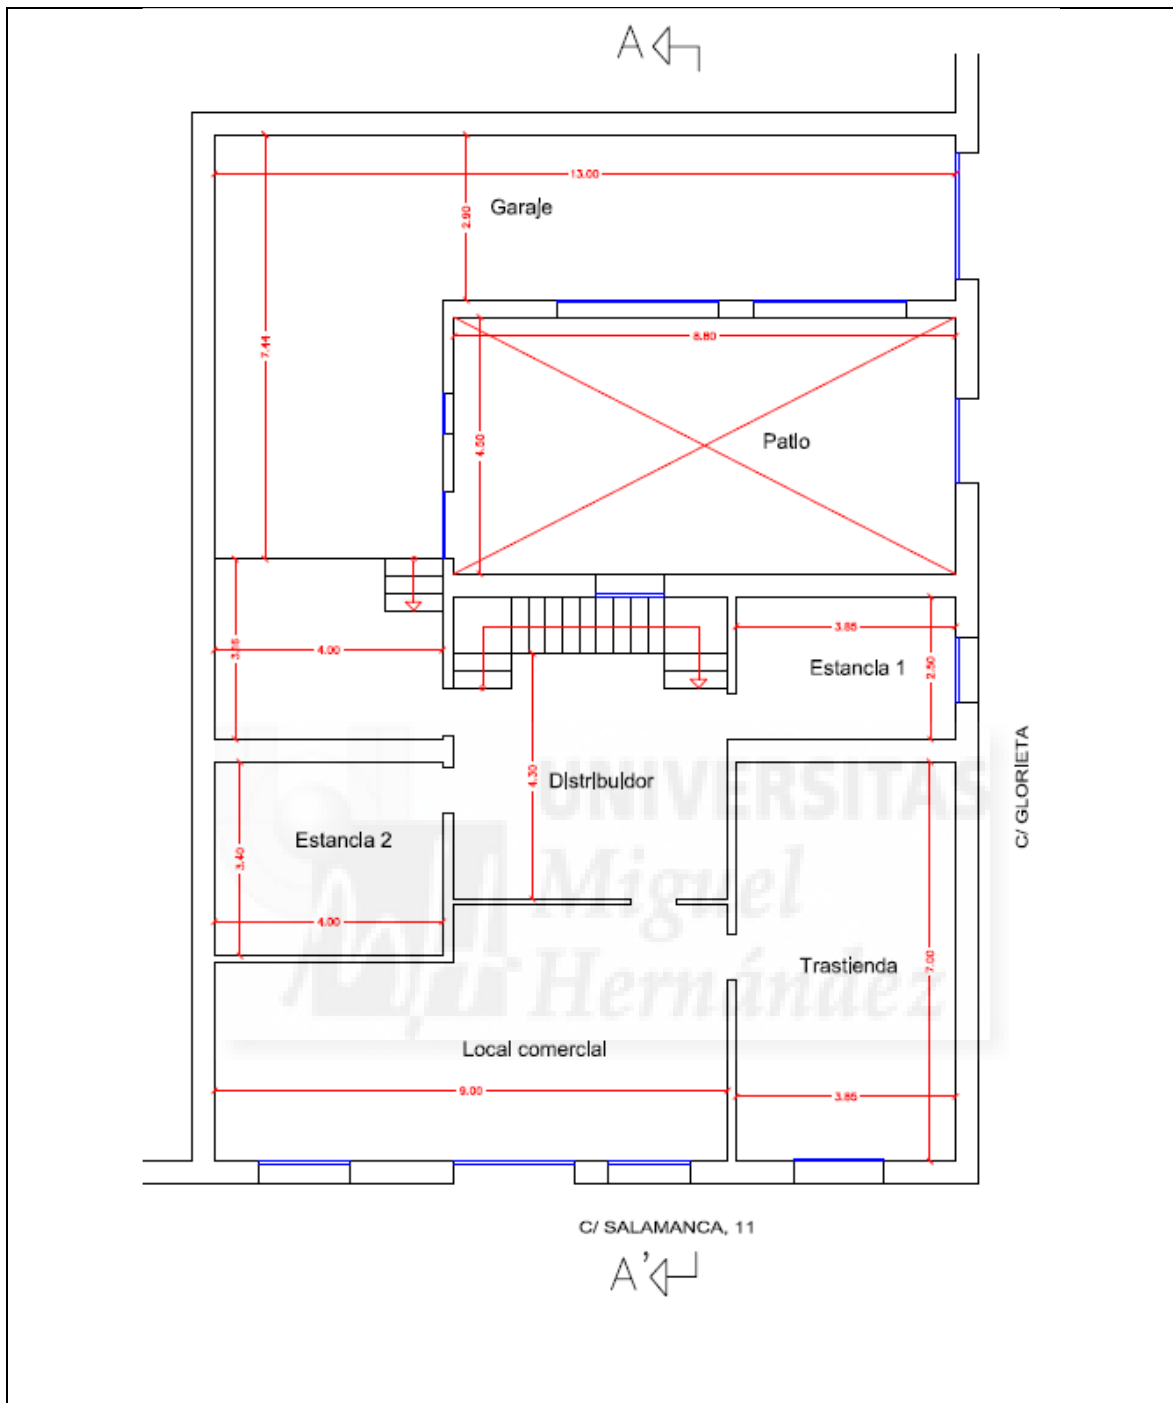 A
13.00
Garaje
2.90
7.44
8.80
4.50
Patio
3.85
4.00
3.15
Estancia 1
2.50
C/ GLORIETA
UNIVERSITAS
Miguel
Hernández
4.30
Distribuidor
Estancia 2
3.40
4.00
Trastienda
7.00
Local comercial
9.00
3.85
C/ SALAMANCA, 11
A'